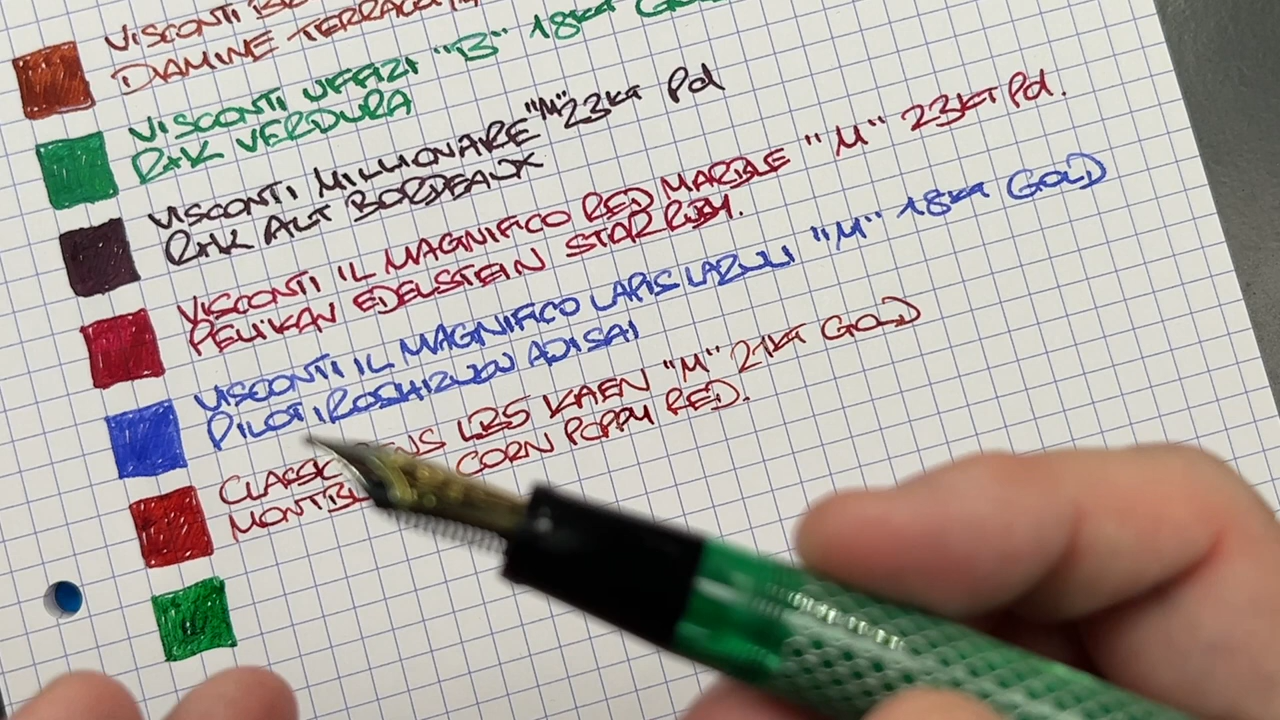 VISCONTI
DIAMINE TERRACOTTA
VISCONTI UFFIZI "B" 18kt GOLD
R+K VERDURA
VISCONTI MILLIONAIRE "M" 23kt Pd
R+K ALT BORDEAUX
VISCONTI IL MAGNIFICO RED MARBLE "M" 23kt Pd.
PELIKAN EDELSTEIN STAR RUBY.
VISCONTI IL MAGNIFICO LAPIS LAZULI "M" 18kt GOLD
PILOT IROSHIZUKU AJISAI
LB5 KAEN "M" 21kt GOLD
CORN POPPY RED.